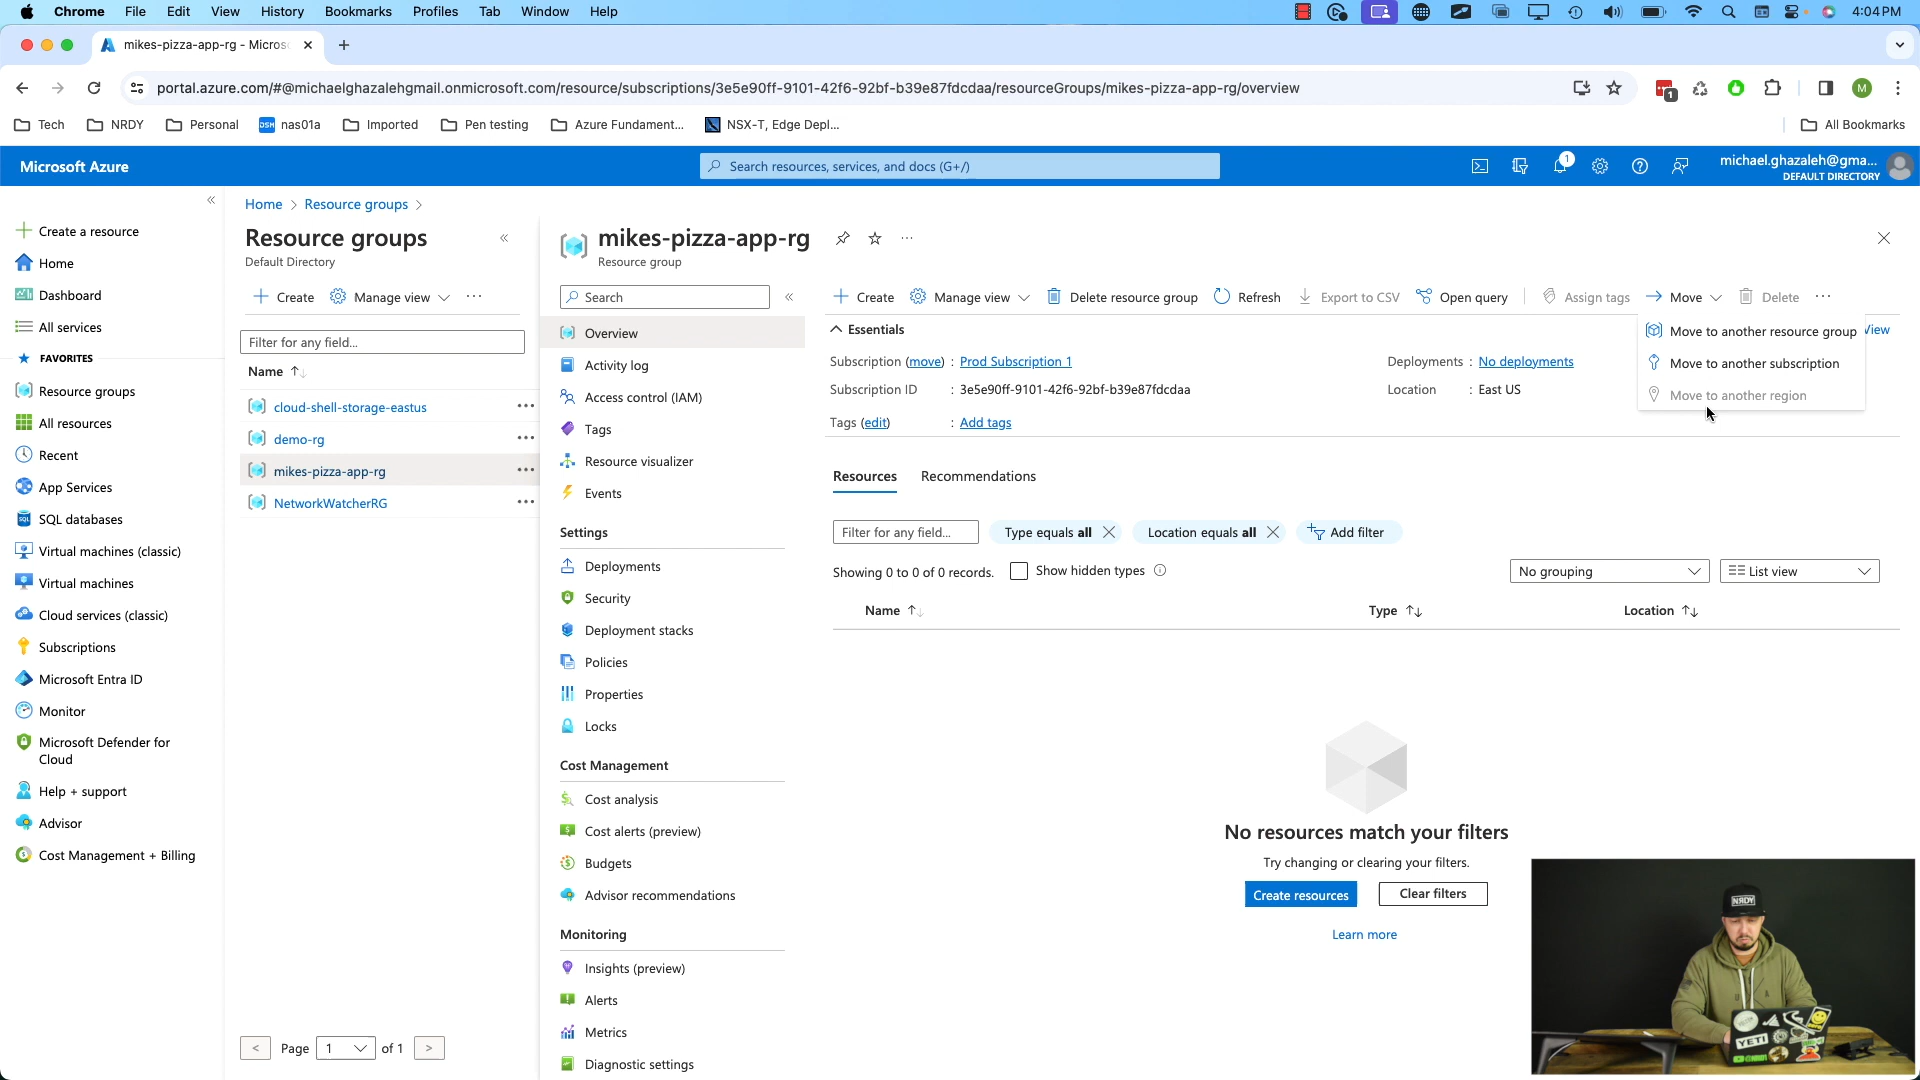 Chrome File Edit View History Bookmarks Profiles Tab Window Help 4:04 PM
mikes-pizza-app-rg - Micros
portal.azure.com/#@michaelghazalehgmail.onmicrosoft.com/resource/subscriptions/3e5e90ff-9101-42f6-92bf-b39e87fdcdaa/resourceGroups/mikes-pizza-app-rg/overview
1
M
Tech NRDY Personal nas01a Imported Pen testing Azure Fundament... NSX-T, Edge Depl... All Bookmarks
Microsoft Azure
Search resources, services, and docs (G+/)
1
michael.ghazaleh@gma...
DEFAULT DIRECTORY
Create a resource
Home
Dashboard
All services
FAVORITES
Resource groups
All resources
Recent
App Services
SQL databases
Virtual machines (classic)
Virtual machines
Cloud services (classic)
Subscriptions
Microsoft Entra ID
Monitor
Microsoft Defender for
Cloud
Help + support
Advisor
Cost Management + Billing
Home > Resource groups >
Resource groups
Default Directory
Create Manage view
Filter for any field...
Name
cloud-shell-storage-eastus
demo-rg
mikes-pizza-app-rg
NetworkWatcherRG
< Page 1 of 1 >
mikes-pizza-app-rg
Resource group
Search
Overview
Activity log
Access control (IAM)
Tags
Resource visualizer
Events
Settings
Deployments
Security
Deployment stacks
Policies
Properties
Locks
Cost Management
Cost analysis
Cost alerts (preview)
Budgets
Advisor recommendations
Monitoring
Insights (preview)
Alerts
Metrics
Diagnostic settings
Create Manage view Delete resource group Refresh Export to CSV Open query Assign tags Move Delete
Move to another resource group
Move to another subscription
Move to another region
Essentials
View
Subscription (move) : Prod Subscription 1
Subscription ID : 3e5e90ff-9101-42f6-92bf-b39e87fdcdaa
Tags (edit) : Add tags
Deployments : No deployments
Location : East US
Resources Recommendations
Filter for any field... Type equals all Location equals all Add filter
Showing 0 to 0 of 0 records. Show hidden types No grouping List view
Name Type Location
No resources match your filters
Try changing or clearing your filters.
Create resources Clear filters
Learn more
NRDY
YETI